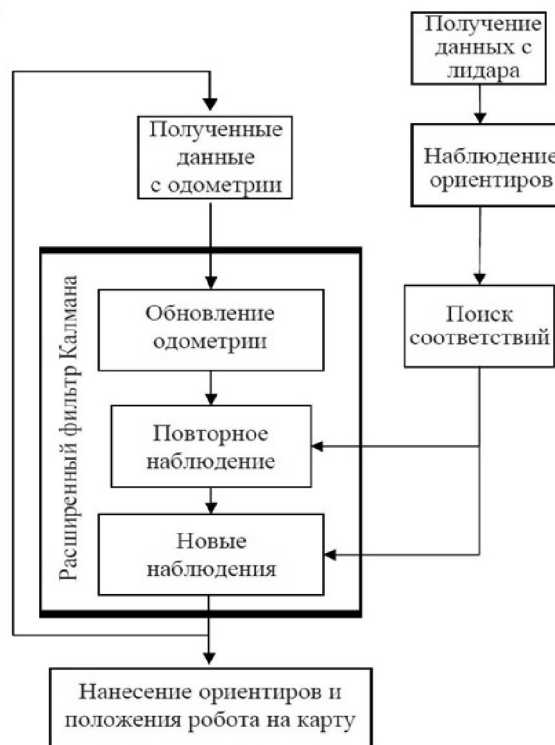 Получение
данных с
лидара
Полученные
данные
с одометрии
Наблюдение
ориентиров
Расширенный фильтр Калмана
Обновление
одометрии
Поиск
соответствий
Повторное
наблюдение
Новые
наблюдения
Нанесение ориентиров и
положения робота на карту